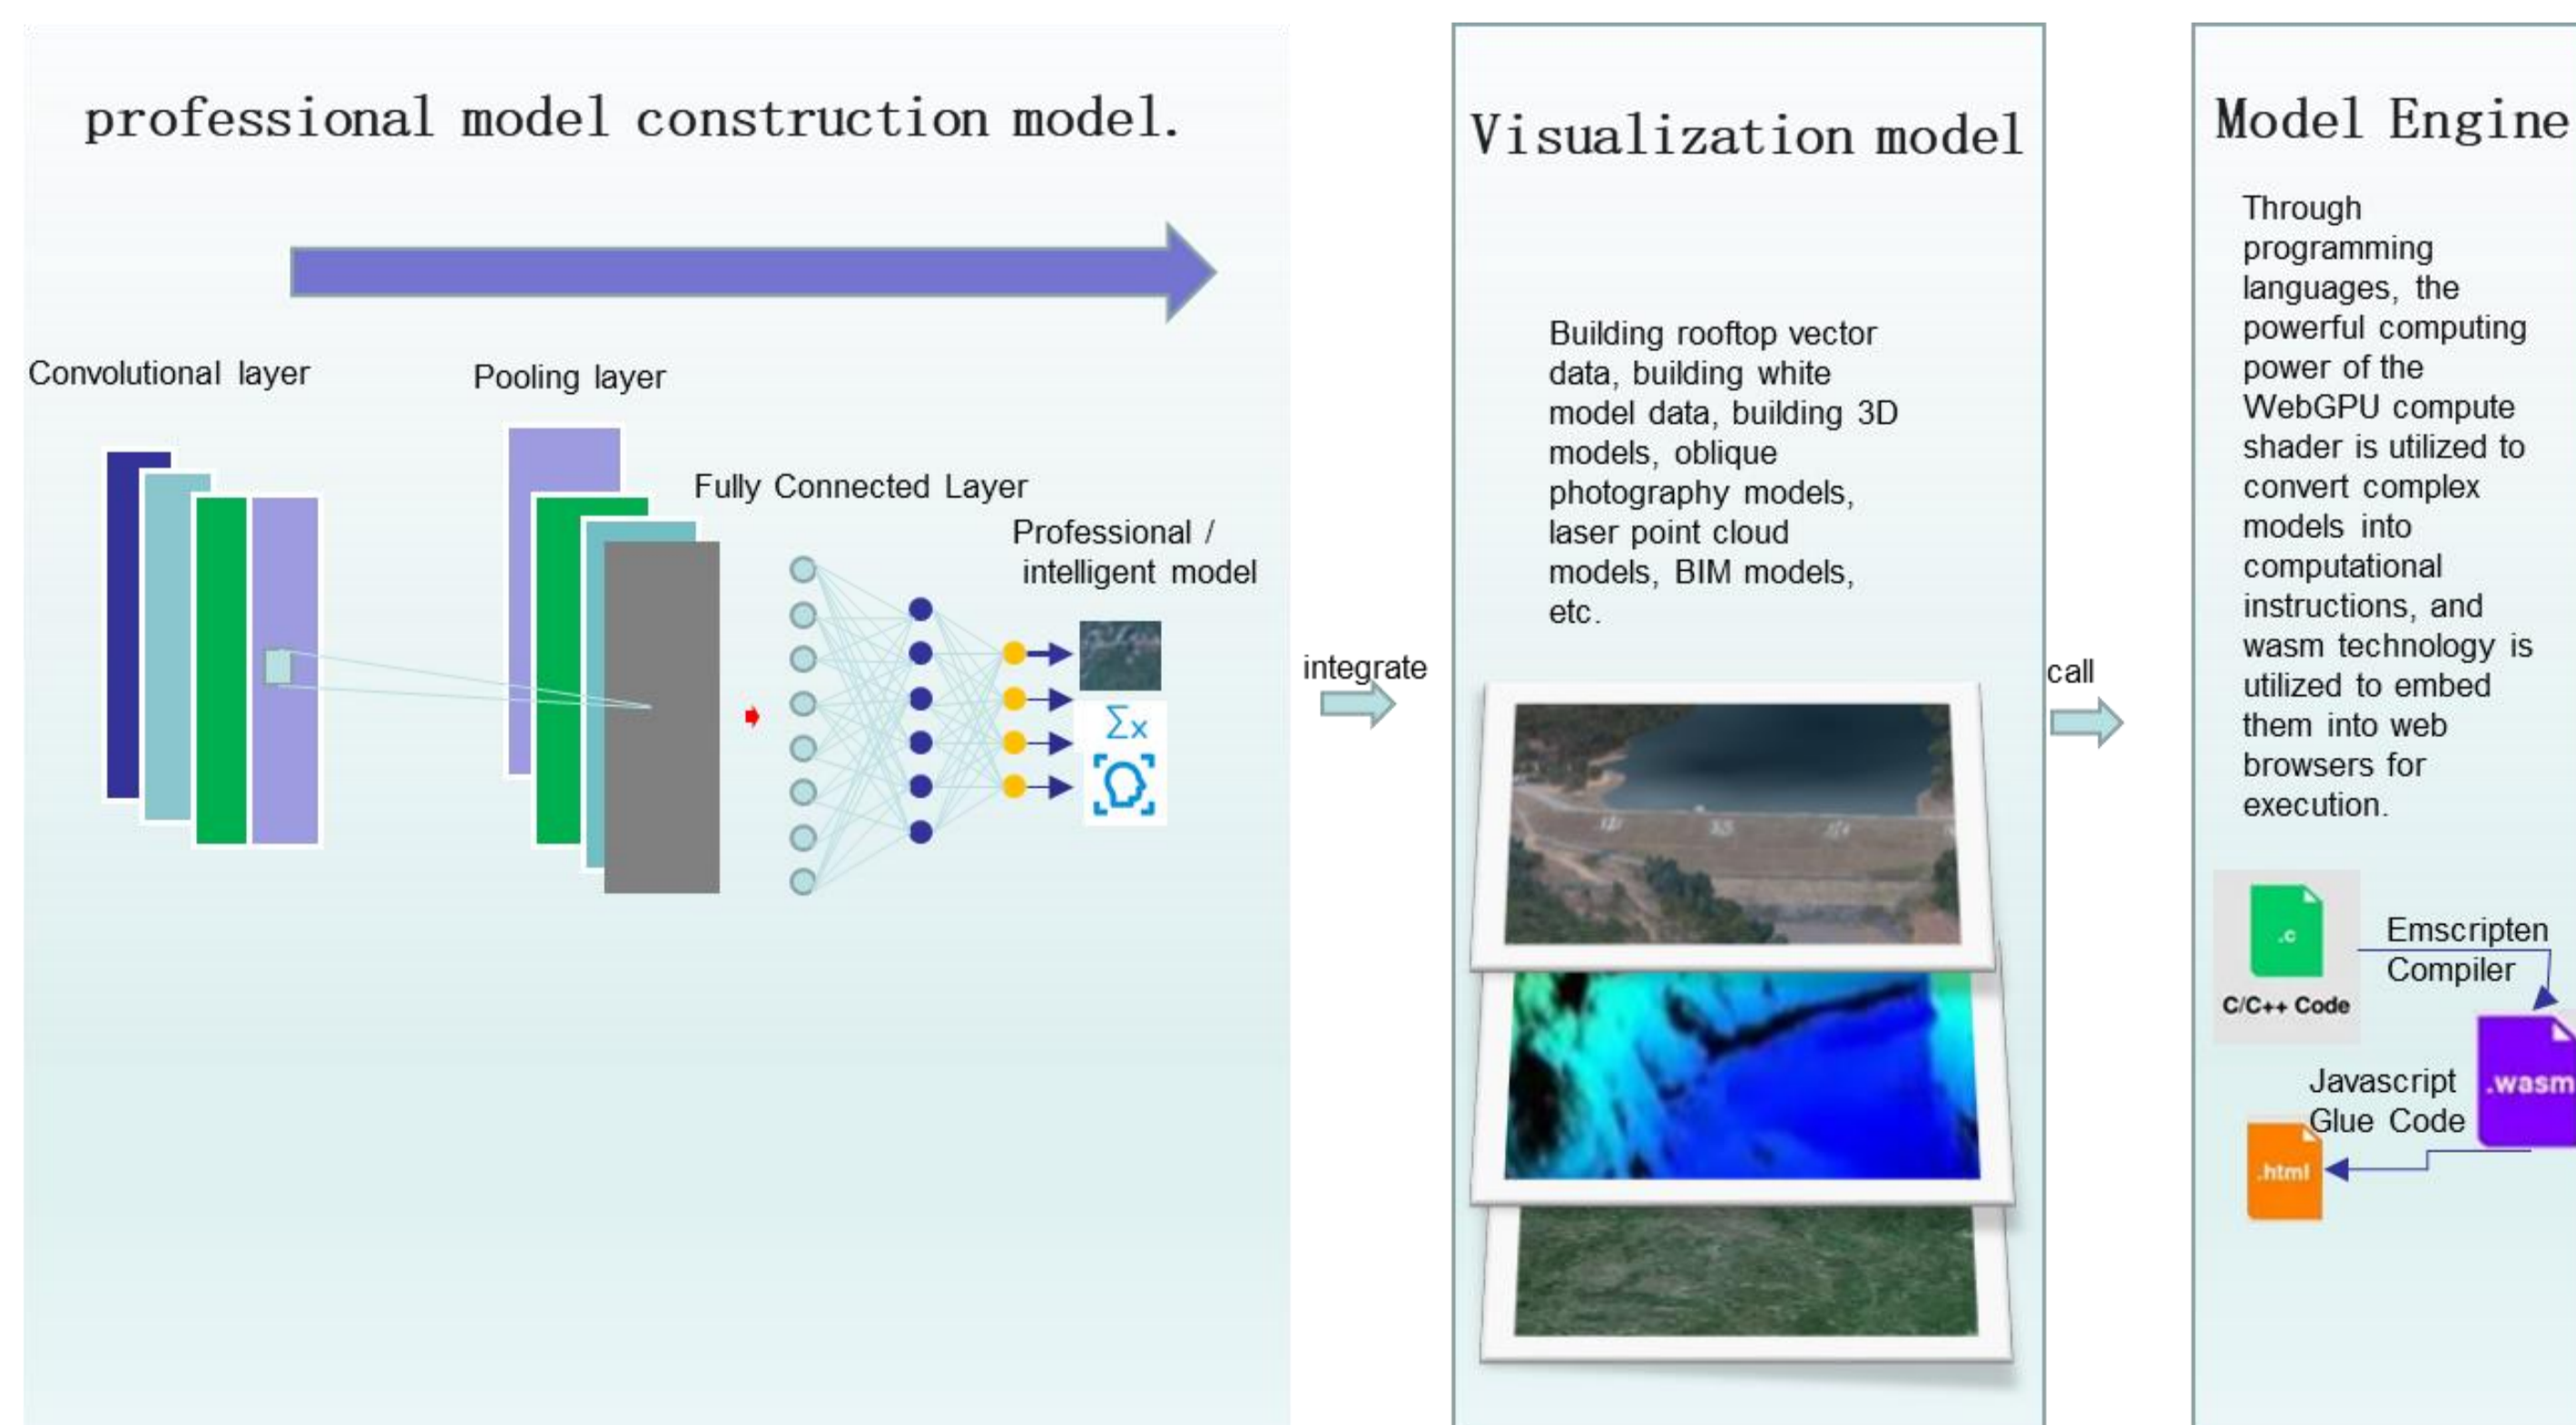 professional model construction model.
Convolutional layer
Pooling layer
Fully Connected Layer
Professional /
intelligent model
Σx
integrate
Visualization model
Building rooftop vector
data, building white
model data, building 3D
models, oblique
photography models,
laser point cloud
models, BIM models,
etc.
call
Model Engine
Through
programming
languages, the
powerful computing
power of the
WebGPU compute
shader is utilized to
convert complex
models into
computational
instructions, and
wasm technology is
utilized to embed
them into web
browsers for
execution.
.c
C/C++ Code
Emscripten
Compiler
.wasm
Javascript
Glue Code
.html